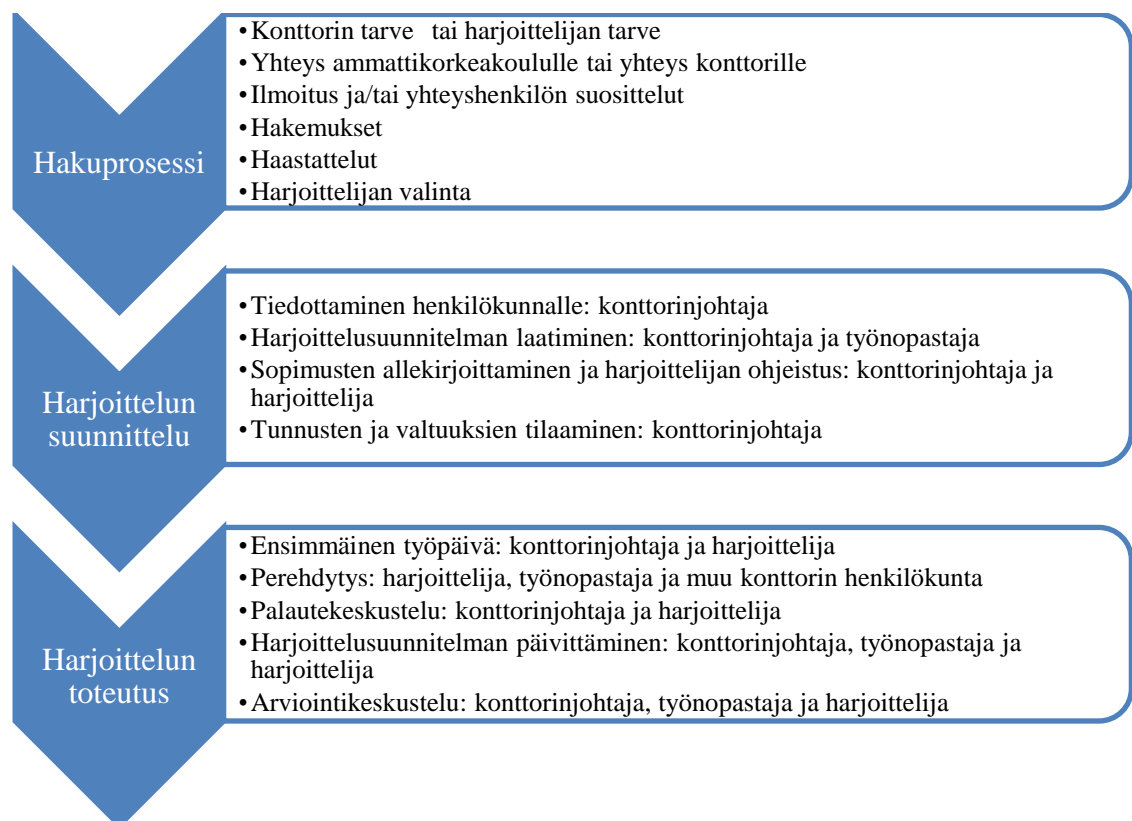 Hakuprosessi
•Konttorin tarve tai harjoittelijan tarve
•Yhteys ammattikorkeakoululle tai yhteys konttorille
•Ilmoitus ja/tai yhteyshenkilön suosittelut
•Hakemukset
•Haastattelut
•Harjoittelijan valinta
Harjoittelun
suunnittelu
•Tiedottaminen henkilökunnalle: konttorinjohtaja
•Harjoittelusuunnitelman laatiminen: konttorinjohtaja ja työnopastaja
•Sopimusten allekirjoittaminen ja harjoittelijan ohjeistus: konttorinjohtaja ja
harjoittelija
•Tunnusten ja valtuuksien tilaaminen: konttorinjohtaja
Harjoittelun
toteutus
•Ensimmäinen työpäivä: konttorinjohtaja ja harjoittelija
•Perehdytys: harjoittelija, työnopastaja ja muu konttorin henkilökunta
•Palautekeskustelu: konttorinjohtaja ja harjoittelija
•Harjoittelusuunnitelman päivittäminen: konttorinjohtaja, työnopastaja ja
harjoittelija
•Arviointikeskustelu: konttorinjohtaja, työnopastaja ja harjoittelija